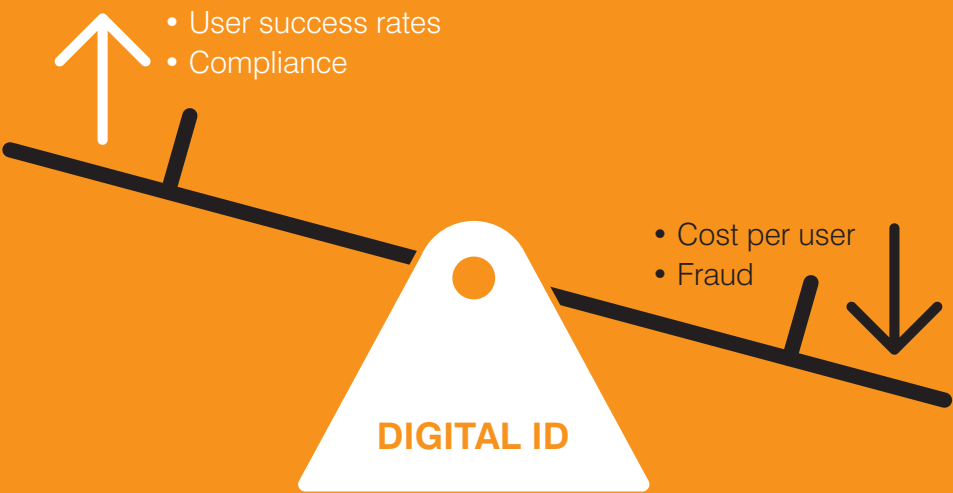 • User success rates
• Compliance
• Cost per user
• Fraud
DIGITAL ID